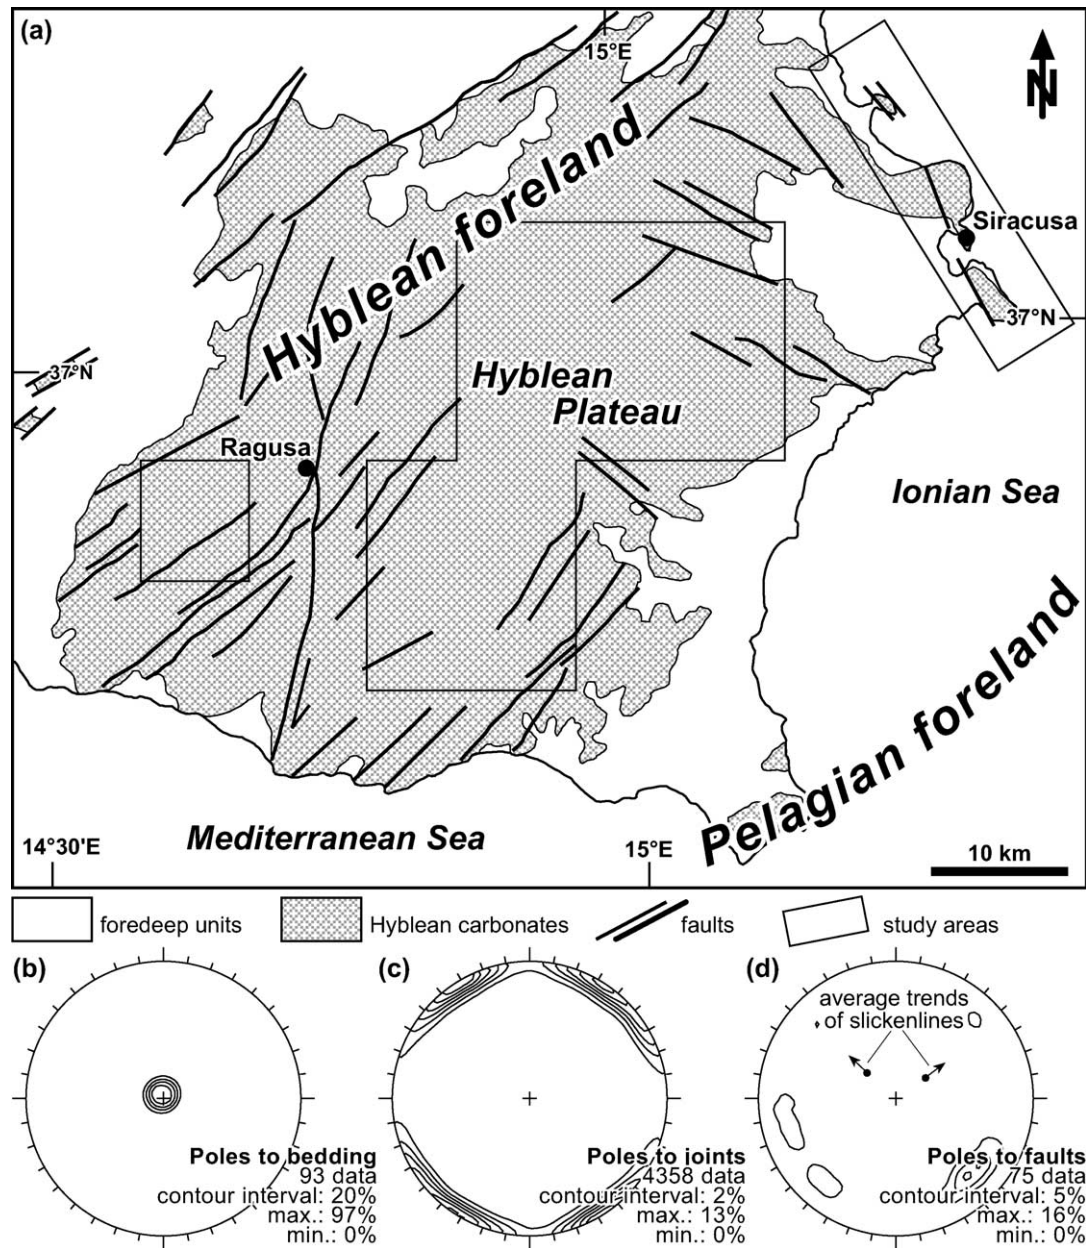 (a)
15°E
N
Hyblean foreland
Siracusa
37°N
37°N
Hyblean
Plateau
Ragusa
Ionian Sea
Pelagian foreland
Mediterranean Sea
14°30'E
15°E
10 km
foredeep units
Hyblean carbonates
faults
study areas
(b)
Poles to bedding
93 data
contour interval: 20%
max.: 97%
min.: 0%
(c)
Poles to joints
4358 data
contour interval: 2%
max.: 13%
min.: 0%
(d)
average trends
of slickenlines
Poles to faults
75 data
contour interval: 5%
max.: 16%
min.: 0%